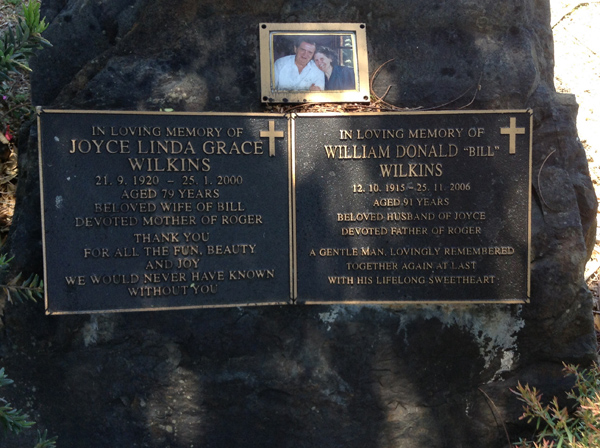 IN LOVING MEMORY OF
JOYCE LINDA GRACE
WILKINS
21. 9. 1920 – 25. 1. 2000
AGED 79 YEARS
BELOVED WIFE OF BILL
DEVOTED MOTHER OF ROGER
THANK YOU
FOR ALL THE FUN, BEAUTY
AND JOY
WE WOULD NEVER HAVE KNOWN
WITHOUT YOU
IN LOVING MEMORY OF
WILLIAM DONALD "BILL"
WILKINS
12. 10. 1915 – 25. 11. 2006
AGED 91 YEARS
BELOVED HUSBAND OF JOYCE
DEVOTED FATHER OF ROGER
A GENTLE MAN, LOVINGLY REMEMBERED
TOGETHER AGAIN AT LAST
WITH HIS LIFELONG SWEETHEART